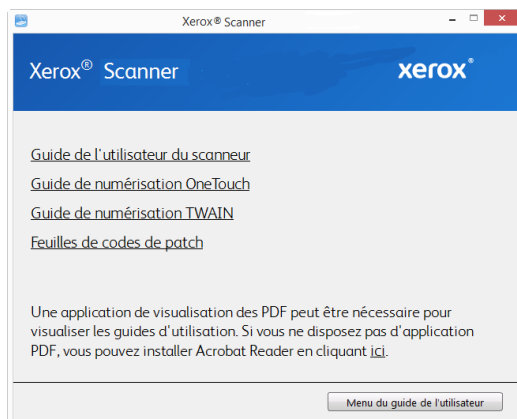 Xerox® Scanner
Xerox® Scanner
xerox®
Guide de l'utilisateur du scanneur
Guide de numérisation OneTouch
Guide de numérisation TWAIN
Feuilles de codes de patch
Une application de visualisation des PDF peut être nécessaire pour
visualiser les guides d'utilisation. Si vous ne disposez pas d'application
PDF, vous pouvez installer Acrobat Reader en cliquant ici.
Menu du guide de l'utilisateur